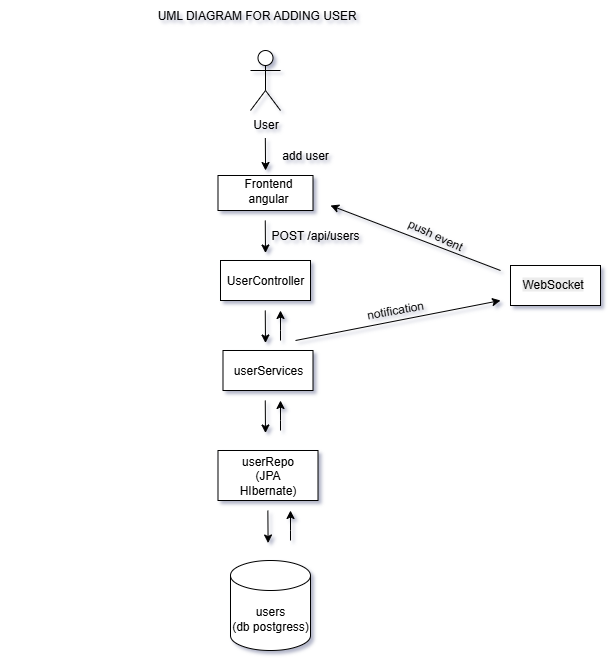 UML DIAGRAM FOR ADDING USER
User
add user
Frontend
angular
POST /api/users
push event
UserController
WebSocket
notification
userServices
userRepo
(JPA
HIbernate)
users
(db postgress)